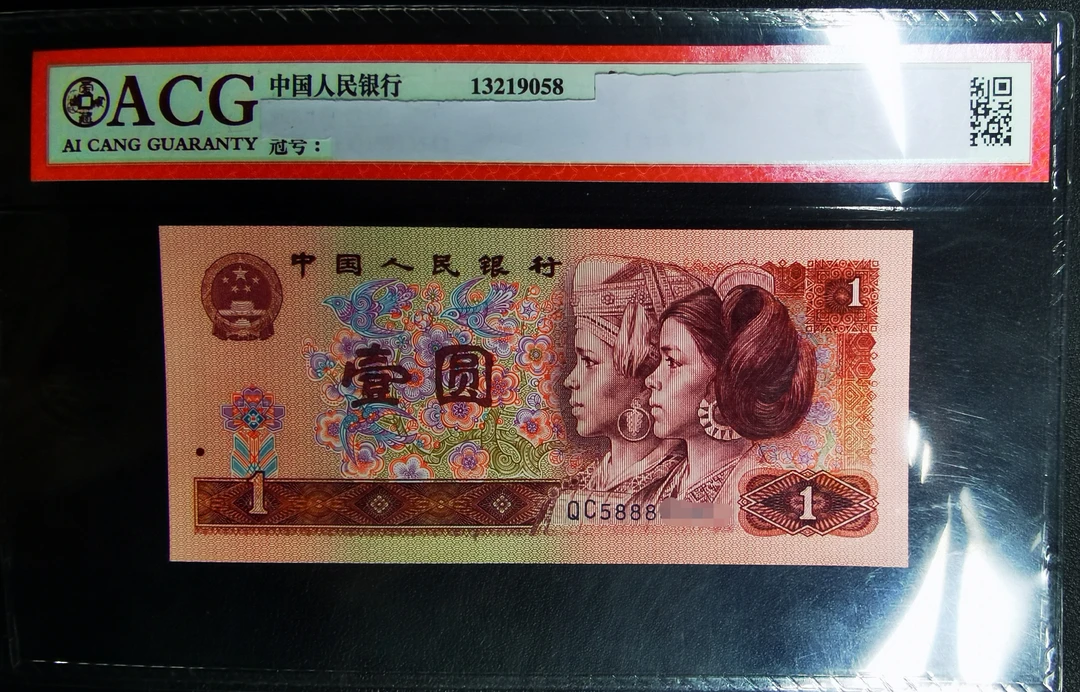 ACG
AI CANG GUARANTY
中国人民银行 13219058
冠号：
中国人民银行
1
壹圆
1
QC5888
1